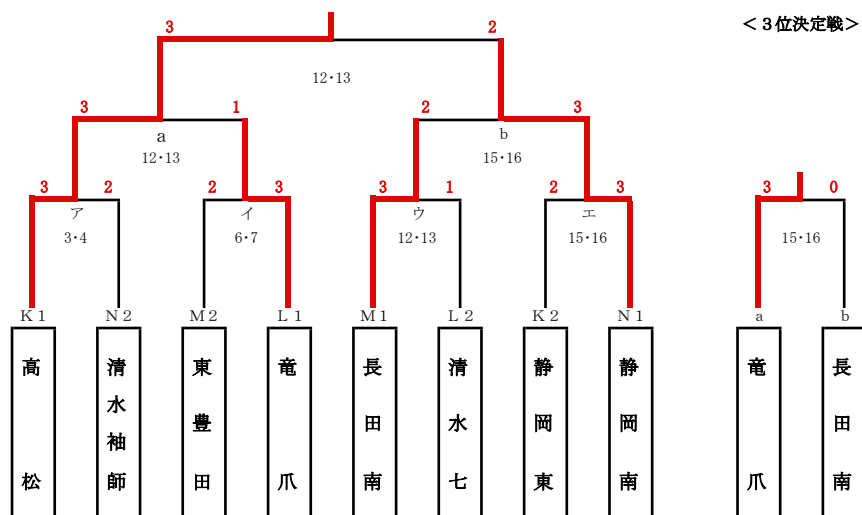 3 2 ＜３位決定戦＞
12・13
3 1 2 3
a b
12・13 15・16
3 2 2 3 3 1 2 3 3 0
ア イ ウ エ
3・4 6・7 12・13 15・16 15・16
Ｋ１ Ｎ２ Ｍ２ Ｌ１ Ｍ１ Ｌ２ Ｋ２ Ｎ１ a b
高松
清水袖師
東豊田
竜爪
長田南
清水七
静岡東
静岡南
竜爪
長田南